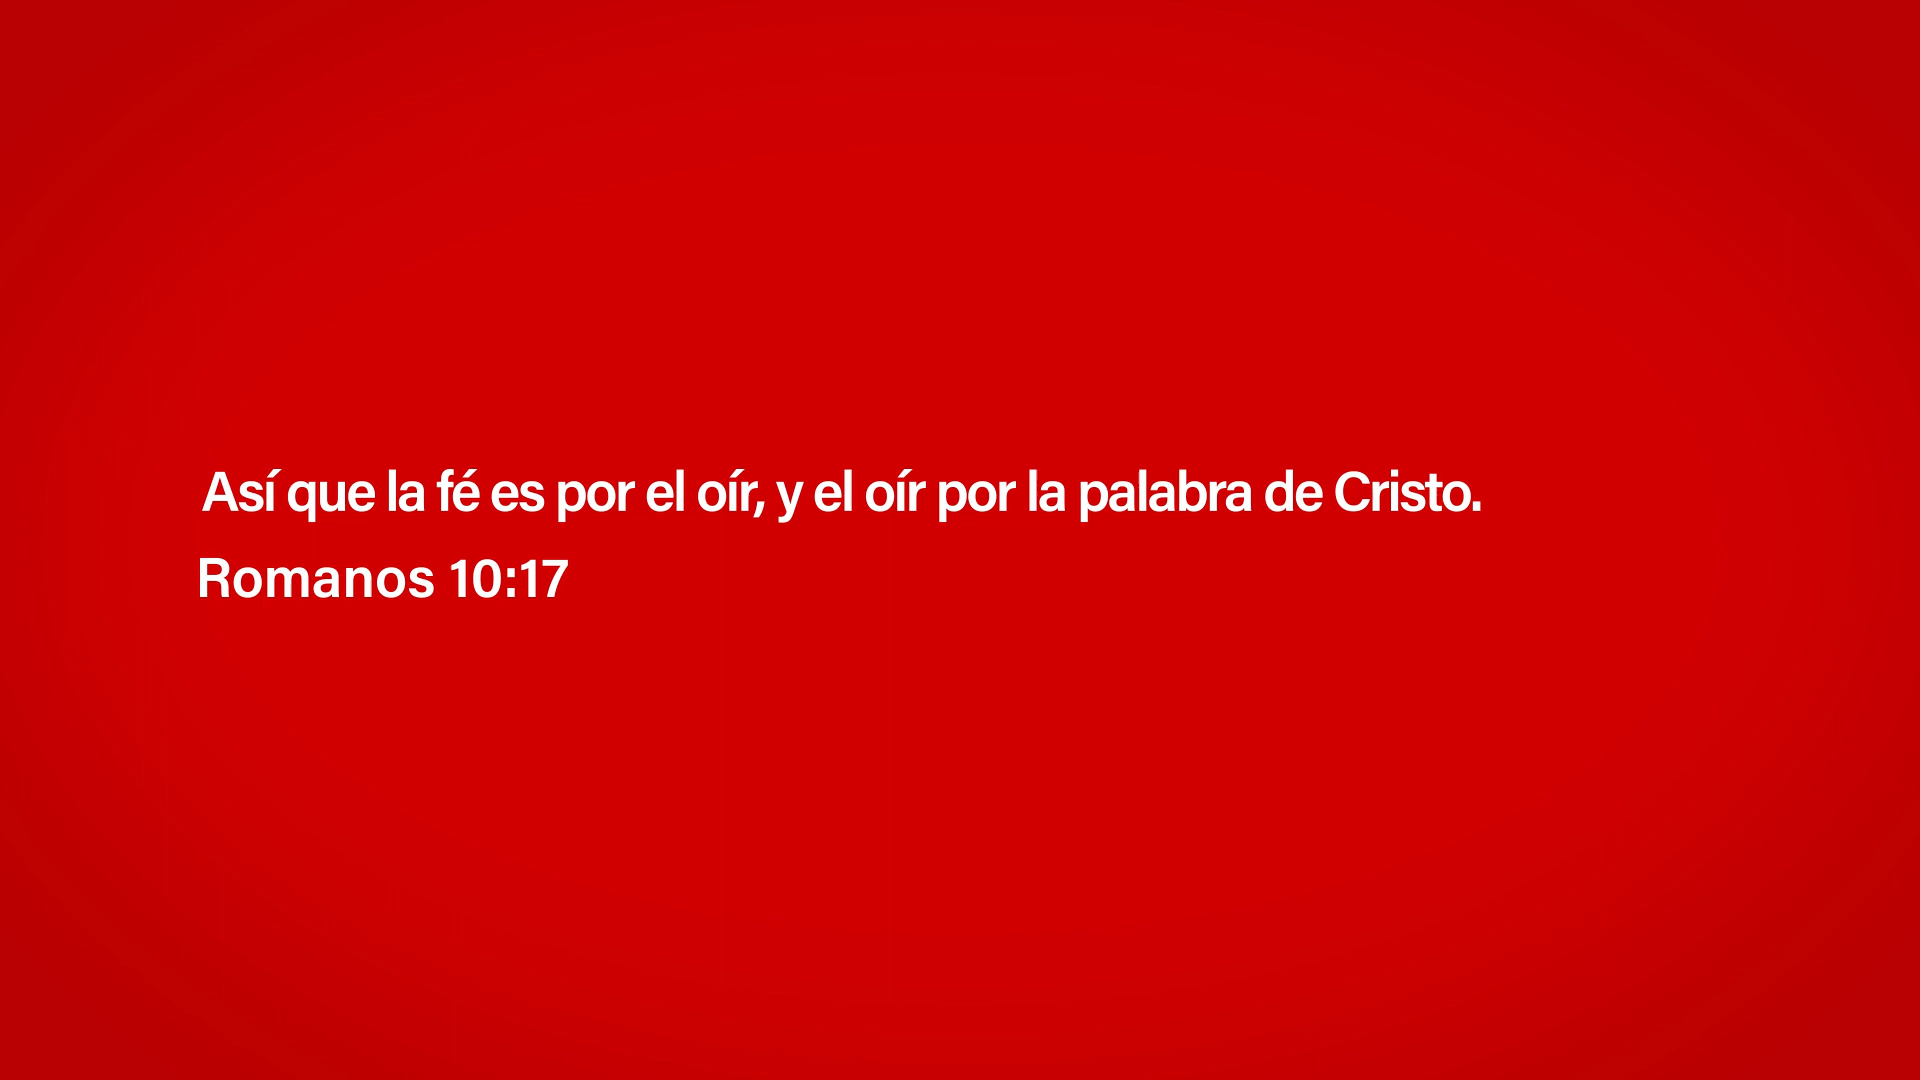 Así que la fé es por el oír, y el oír por la palabra de Cristo.
Romanos 10:17